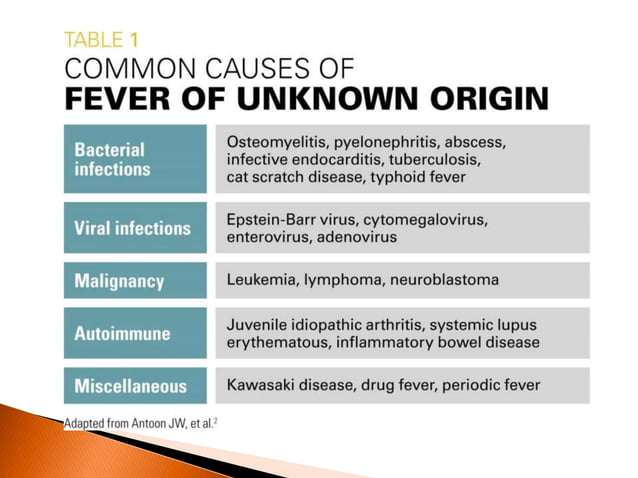 TABLE 1
COMMON CAUSES OF
FEVER OF UNKNOWN ORIGIN
Bacterial
infections
Osteomyelitis, pyelonephritis, abscess,
infective endocarditis, tuberculosis,
cat scratch disease, typhoid fever
Viral infections
Epstein-Barr virus, cytomegalovirus,
enterovirus, adenovirus
Malignancy
Leukemia, lymphoma, neuroblastoma
Autoimmune
Juvenile idiopathic arthritis, systemic lupus
erythematous, inflammatory bowel disease
Miscellaneous
Kawasaki disease, drug fever, periodic fever
Adapted from Antoon JW, et al.²